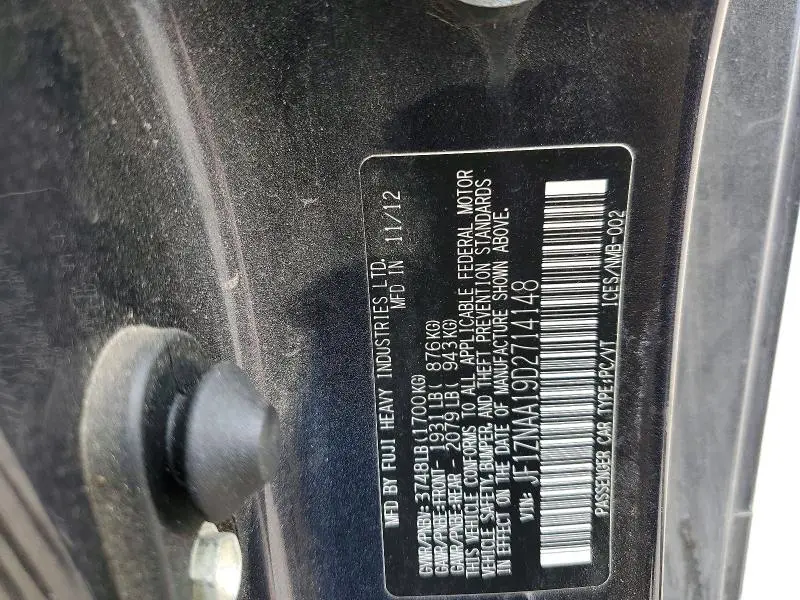 MFD BY FUJI HEAVY INDUSTRIES LTD.
MFD IN 11/12
GVWR/PNBV:3748LB(1700KG)
GAWR/PNBE:FRONT- 1931LB( 876KG)
GAWR/PNBE:REAR - 2079LB( 943KG)
THIS VEHICLE CONFORMS TO ALL APPLICABLE FEDERAL MOTOR
VEHICLE SAFETY,BUMPER, AND THEFT PREVENTION STANDARDS
IN EFFECT ON THE DATE OF MANUFACTURE SHOWN ABOVE.
VIN: JF1ZNAA19D2714148
PASSENGER CAR TYPE:PC/VT ICES/NMB-002